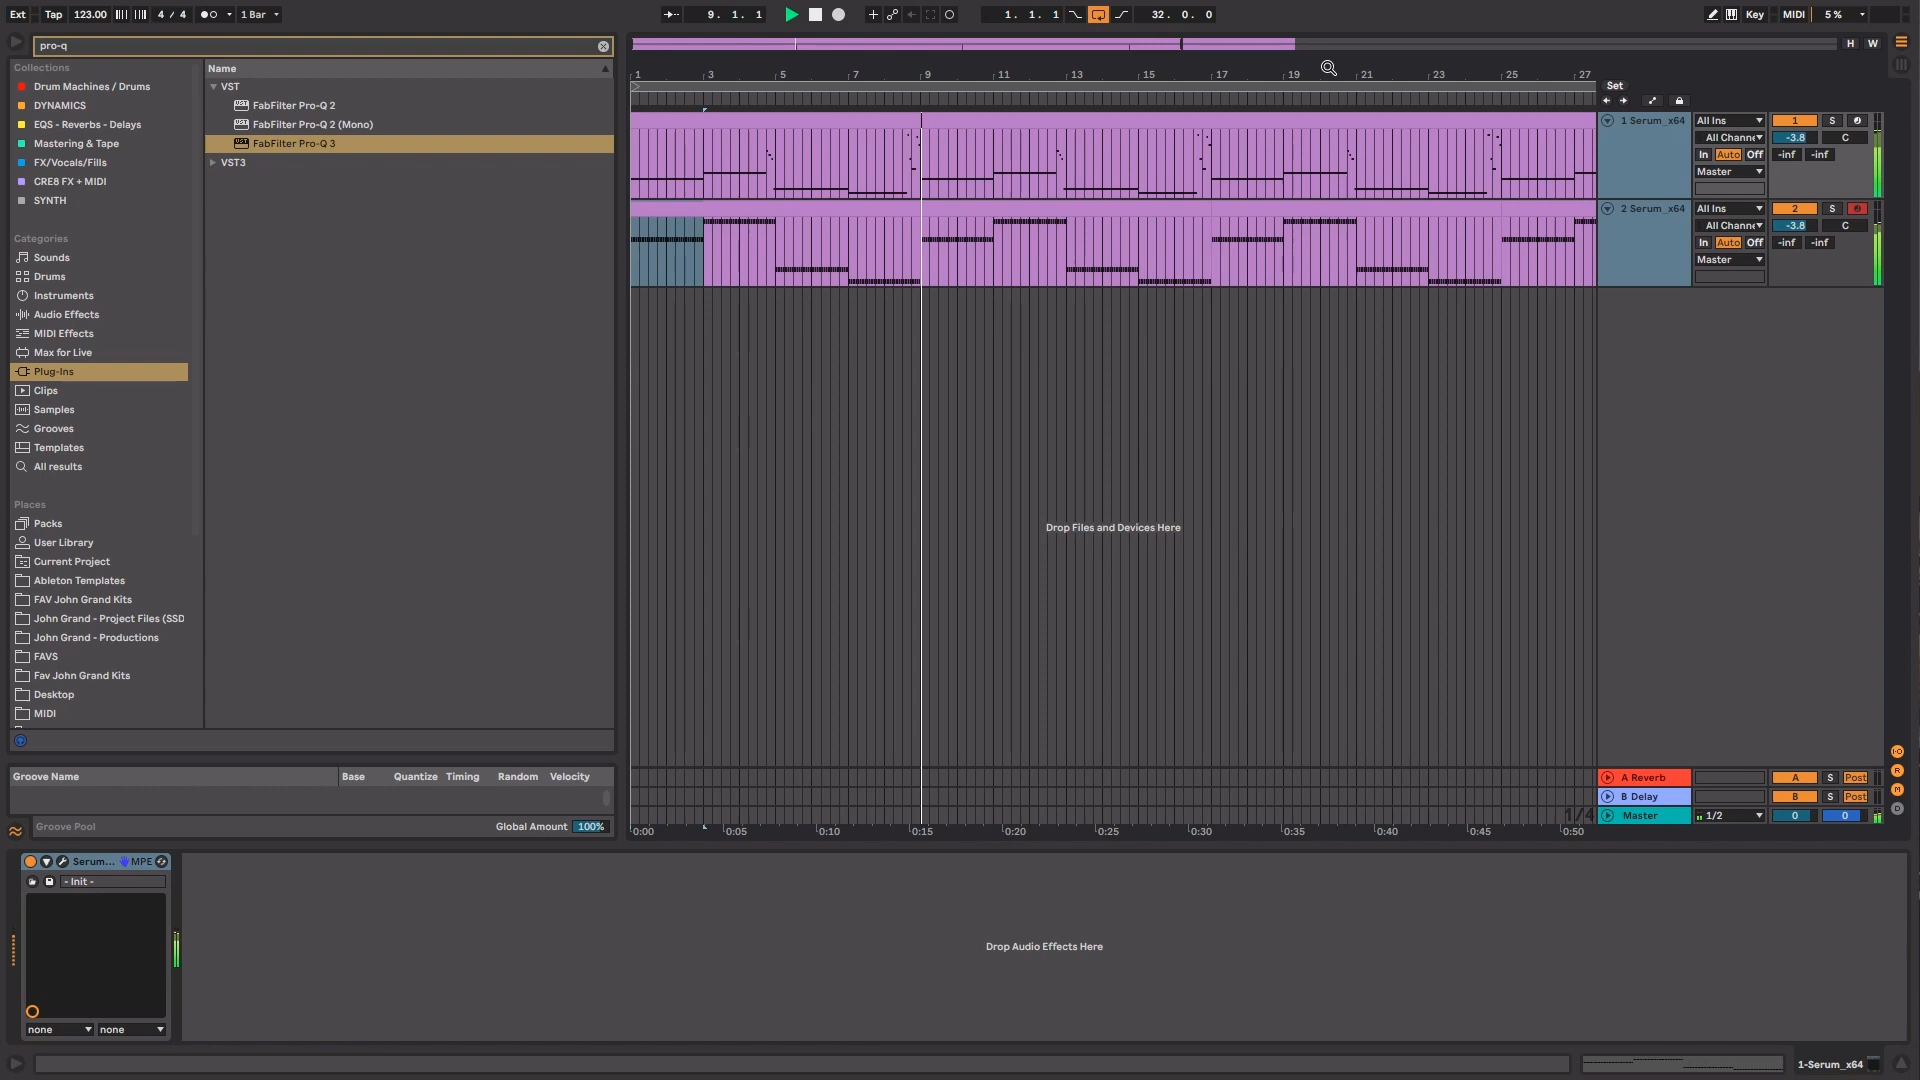 Ext Tap 123.00 4 / 4 1 Bar 9. 1. 1 1. 1. 1 32. 0. 0 Key MIDI 5 %
pro-q
H W
Collections
Name
Drum Machines / Drums
DYNAMICS
EQS - Reverbs - Delays
Mastering & Tape
FX/Vocals/Fills
CRE8 FX + MIDI
SYNTH
VST
FabFilter Pro-Q 2
FabFilter Pro-Q 2 (Mono)
FabFilter Pro-Q 3
VST3
Categories
Sounds
Drums
Instruments
Audio Effects
MIDI Effects
Max for Live
Plug-Ins
Clips
Samples
Grooves
Templates
All results
Places
Packs
User Library
Current Project
Ableton Templates
FAV John Grand Kits
John Grand - Project Files (SSD
John Grand - Productions
FAVS
Fav John Grand Kits
Desktop
MIDI
1 3 5 7 9 11 13 15 17 19 21 23 25 27
Set
1 Serum_x64 All Ins 1 S
All Channe -3.8 C
In Auto Off -inf -inf
Master
2 Serum_x64 All Ins 2 S
All Channe -3.8 C
In Auto Off -inf -inf
Master
Drop Files and Devices Here
A Reverb A S Post
B Delay B S Post
1/4 Master 1/2 0 0
I-O
R
M
D
0:00 0:05 0:10 0:15 0:20 0:25 0:30 0:35 0:40 0:45 0:50
Groove Name Base Quantize Timing Random Velocity
Groove Pool Global Amount 100%
Serum... MPE
- Init -
none none
Drop Audio Effects Here
1-Serum_x64